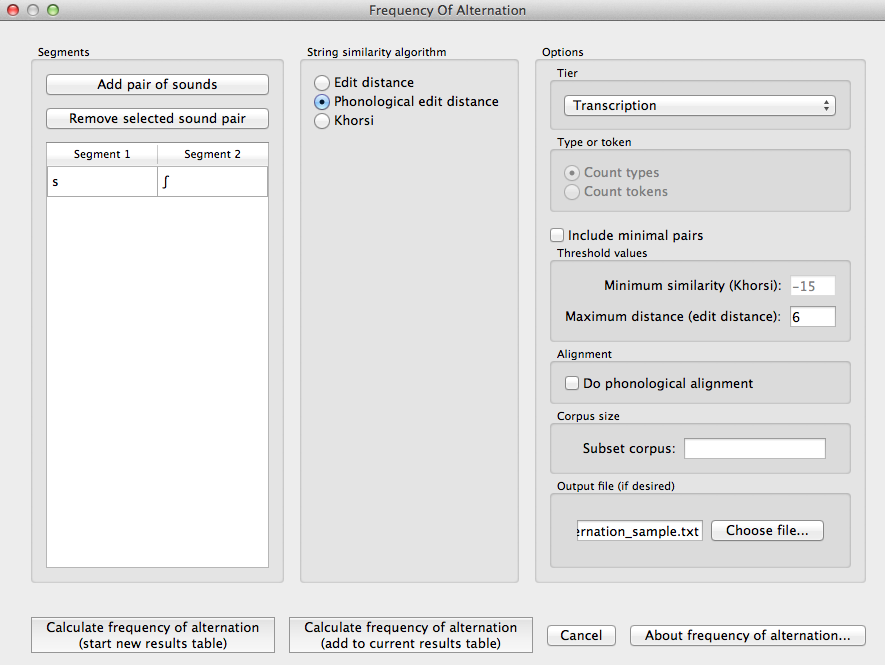 Frequency Of Alternation
Segments
Add pair of sounds
Remove selected sound pair
Segment 1 Segment 2
s ʃ
String similarity algorithm
Edit distance
Phonological edit distance
Khorsi
Options
Tier
Transcription
Type or token
Count types
Count tokens
Include minimal pairs
Threshold values
Minimum similarity (Khorsi): -15
Maximum distance (edit distance): 6
Alignment
Do phonological alignment
Corpus size
Subset corpus:
Output file (if desired)
ernation_sample.txt Choose file...
Calculate frequency of alternation
(start new results table)
Calculate frequency of alternation
(add to current results table)
Cancel
About frequency of alternation...